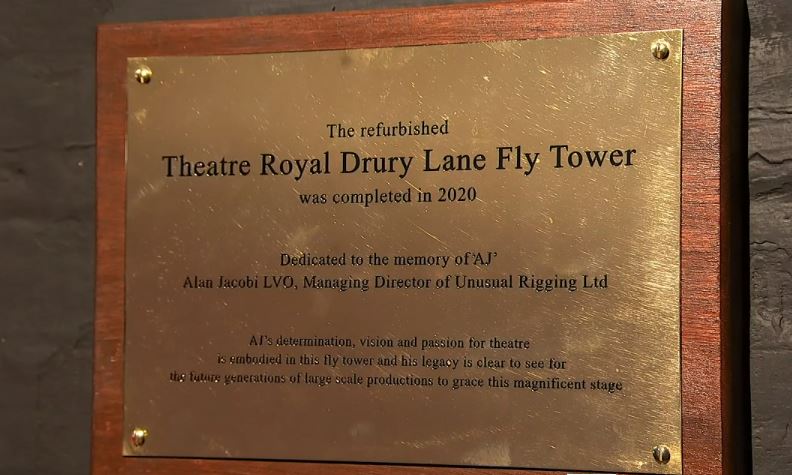 The refurbished
Theatre Royal Drury Lane Fly Tower
was completed in 2020
Dedicated to the memory of 'AJ'
Alan Jacobi LVO, Managing Director of Unusual Rigging Ltd
AJ's determination, vision and passion for theatre
is embodied in this fly tower and his legacy is clear to see for
the future generations of large scale productions to grace this magnificent stage